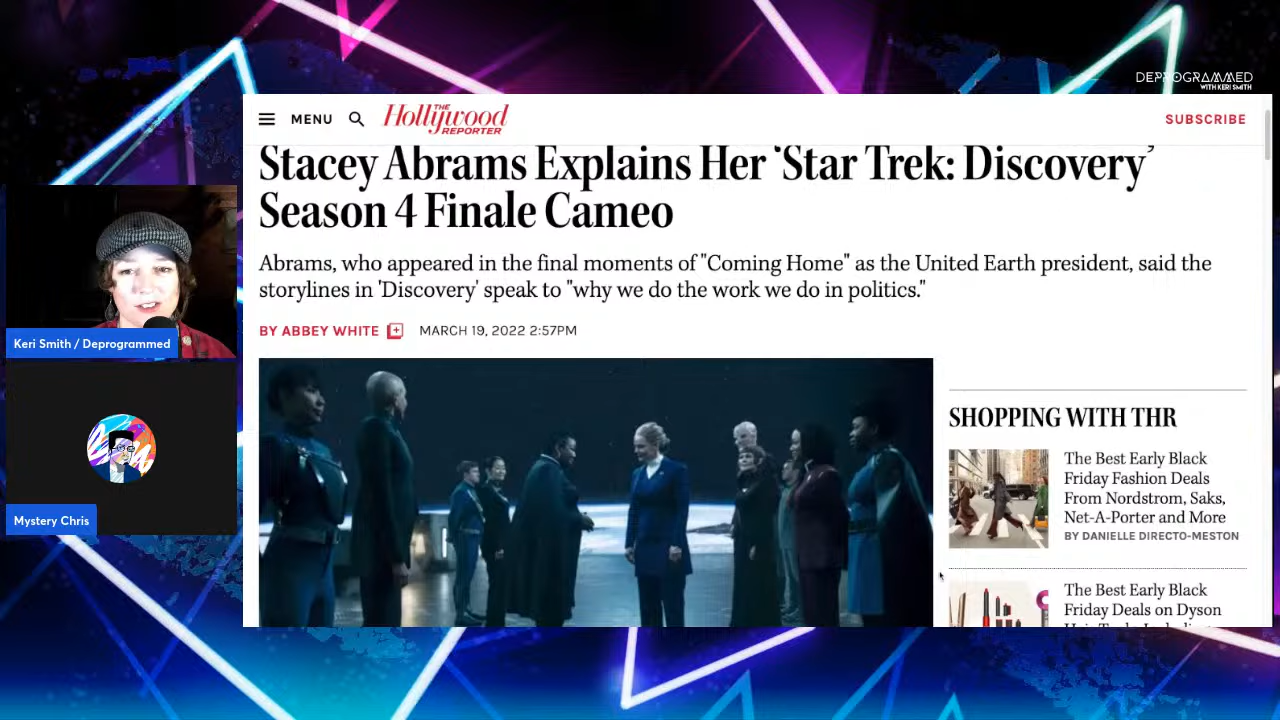 DEPROGRAMMED
WITH KERI SMITH
MENU
THE
Hollywood
REPORTER
SUBSCRIBE
Stacey Abrams Explains Her ‘Star Trek: Discovery’
Season 4 Finale Cameo
Abrams, who appeared in the final moments of "Coming Home" as the United Earth president, said the
storylines in 'Discovery' speak to "why we do the work we do in politics."
BY ABBEY WHITE
MARCH 19, 2022 2:57PM
Keri Smith / Deprogrammed
Mystery Chris
SHOPPING WITH THR
The Best Early Black
Friday Fashion Deals
From Nordstrom, Saks,
Net-A-Porter and More
BY DANIELLE DIRECTO-MESTON
The Best Early Black
Friday Deals on Dyson